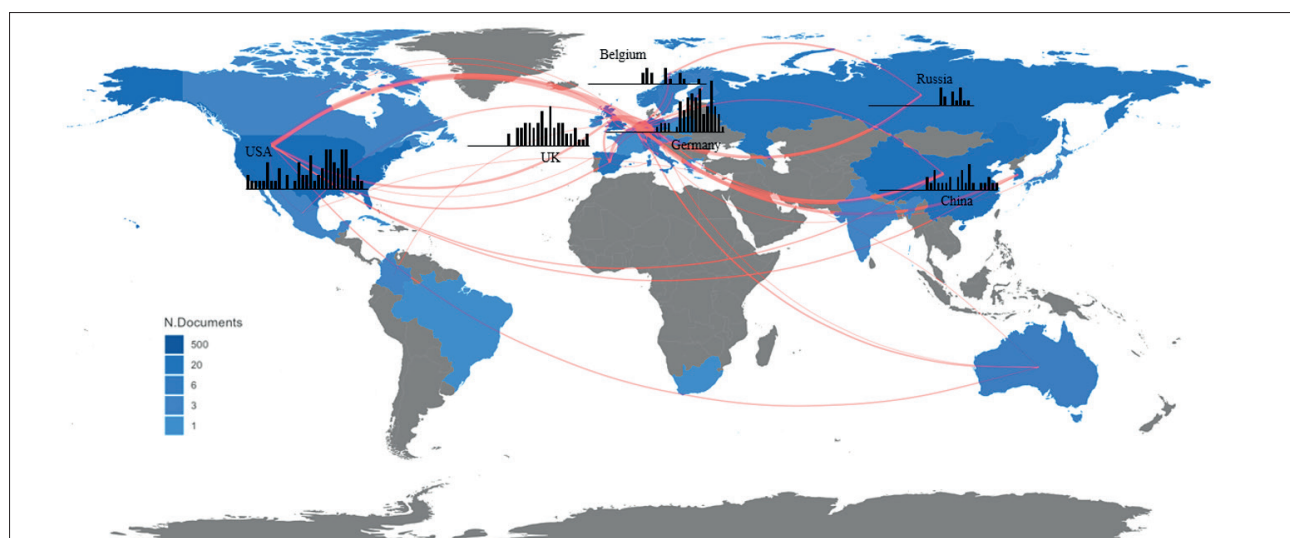 Belgium
Russia
USA
UK
Germany
China
N.Documents
500
20
6
3
1